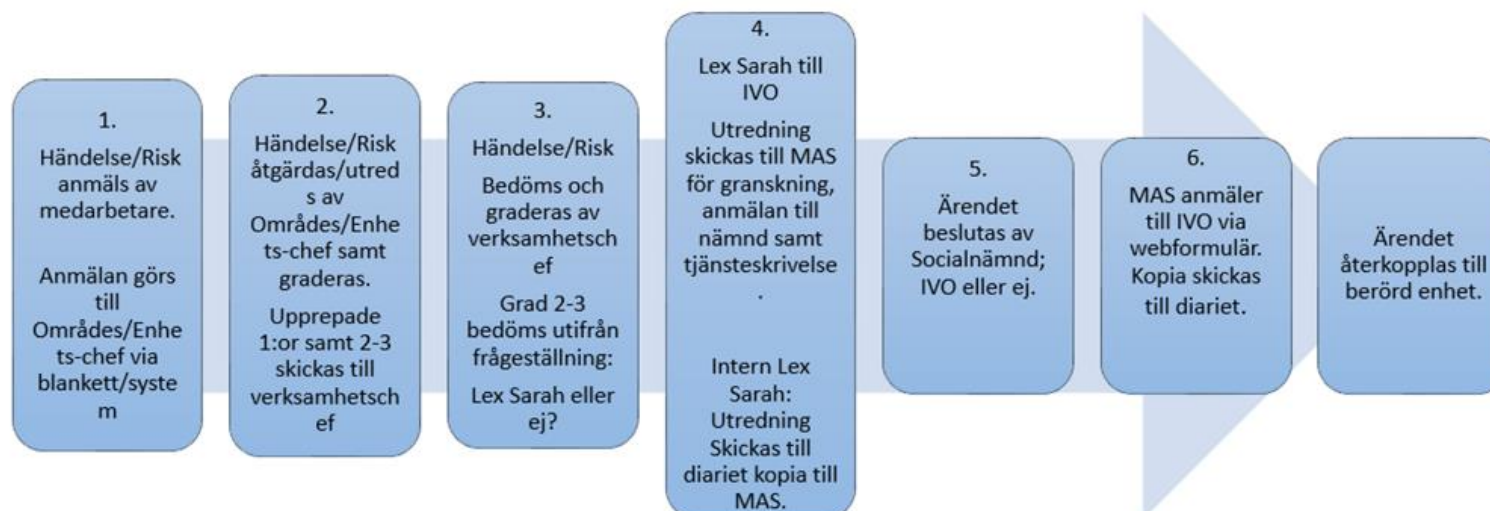 1.
Händelse/Risk
anmäls av
medarbetare.
Anmälan görs
till
Områdes/Enhe
ts-chef via
blankett/syste
m
2.
Händelse/Risk
åtgärdas/utred
s av
Områdes/Enhe
ts-chef samt
graderas.
Upprepade
1:or samt 2-3
skickas till
verksamhetsch
ef
3.
Händelse/Risk
Bedöms och
graderas av
verksamhetsch
ef
Grad 2-3
bedöms utifrån
frågeställning:
Lex Sarah eller
ej?
4.
Lex Sarah till
IVO
Utredning
skickas till MAS
för granskning,
anmälan till
nämnd samt
tjänsteskrivelse
.
Intern Lex
Sarah:
Utredning
Skickas till
diariet kopia till
MAS.
5.
Ärendet
beslutas av
Socialnämnd;
IVO eller ej.
6.
MAS anmäler
till IVO via
webformulär.
Kopia skickas
till diariet.
Ärendet
återkopplas till
berörd enhet.